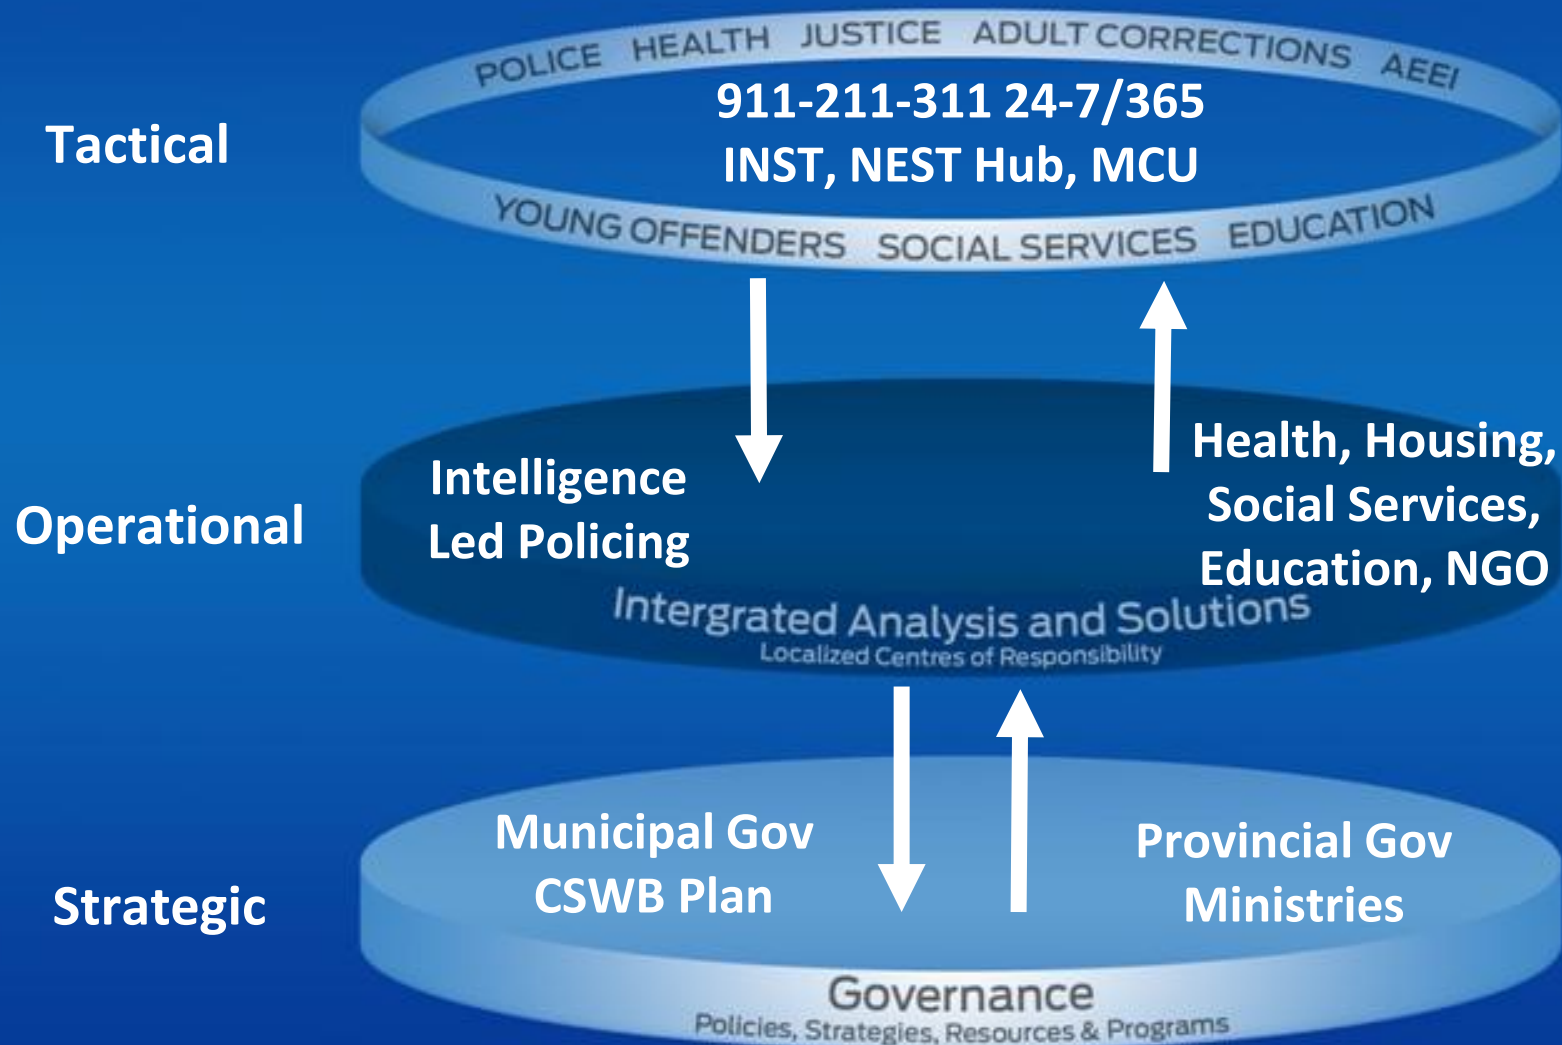 POLICE HEALTH JUSTICE ADULT CORRECTIONS AEEI
911-211-311 24-7/365
INST, NEST Hub, MCU
Tactical
YOUNG OFFENDERS SOCIAL SERVICES EDUCATION
Operational
Intelligence
Led Policing
Health, Housing,
Social Services,
Education, NGO
Intergrated Analysis and Solutions
Localized Centres of Responsibility
Strategic
Municipal Gov
CSWB Plan
Provincial Gov
Ministries
Governance
Policies, Strategies, Resources & Programs